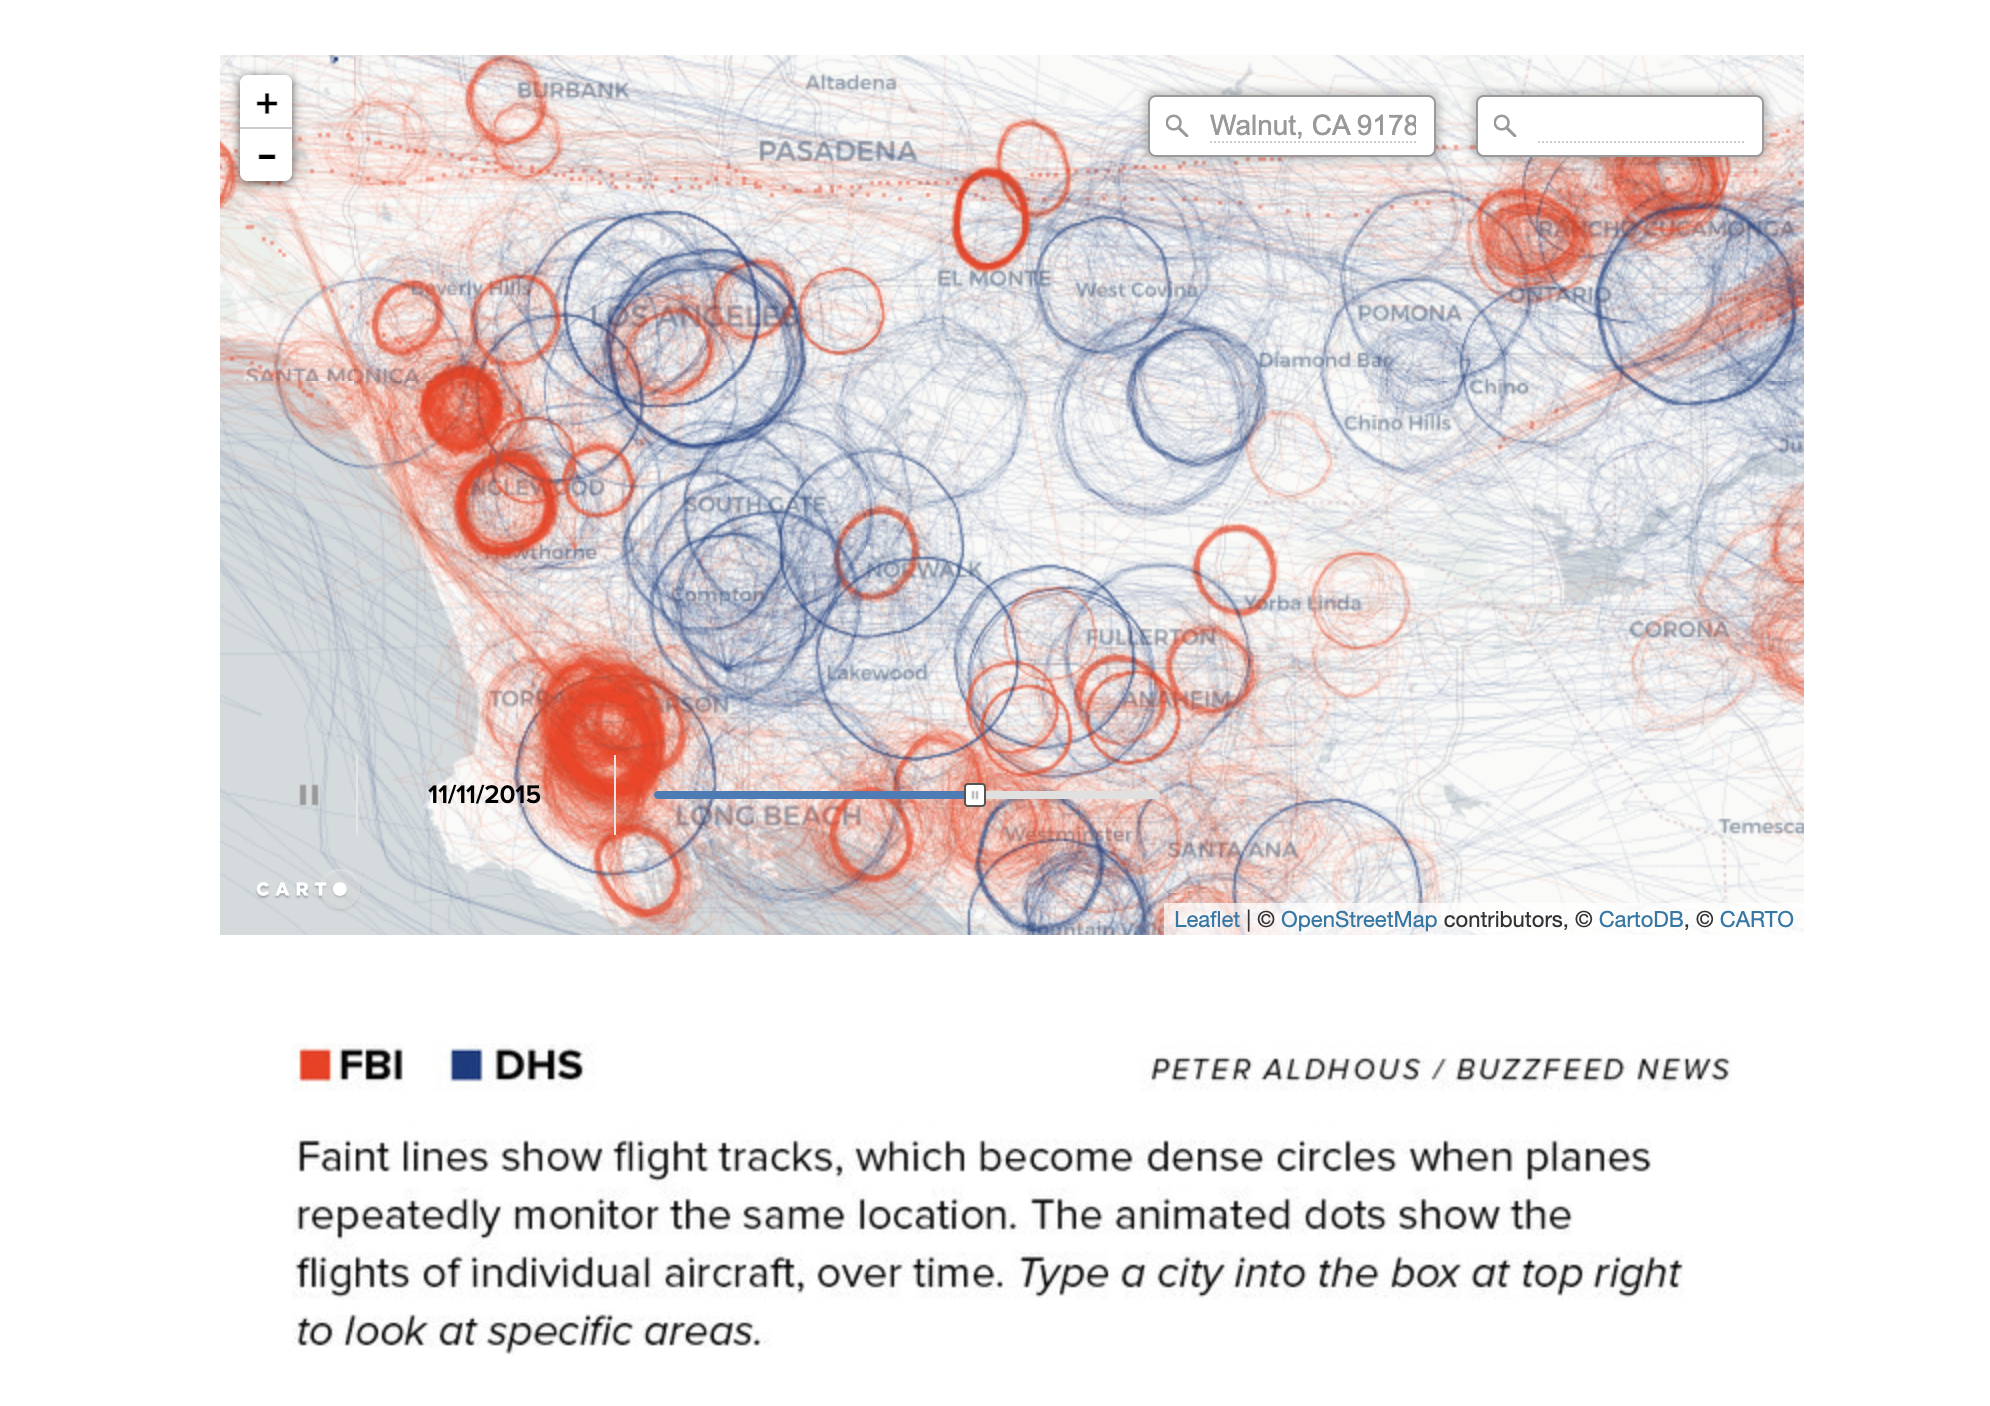 +
-
BURBANK
Altadena
PASADENA
Walnut, CA 9178
RANCHO CUCAMONGA
EL MONTE
West Covina
Beverly Hills
ONTARIO
LOS ANGELES
POMONA
Diamond Bar
SANTA MONICA
Chino
Chino Hills
Ju
INGLEWOOD
SOUTH GATE
Hawthorne
NORWALK
Compton
Yorba Linda
CORONA
FULLERTON
Lakewood
TORRA
RSON
ANAHEIM
11/11/2015
LONG BEACH
Westminster
SANTA ANA
Temesca
CARTO
Fountain Va
Leaflet | © OpenStreetMap contributors, © CartoDB, © CARTO
FBI DHS
PETER ALDHOUS / BUZZFEED NEWS
Faint lines show flight tracks, which become dense circles when planes
repeatedly monitor the same location. The animated dots show the
flights of individual aircraft, over time. Type a city into the box at top right
to look at specific areas.